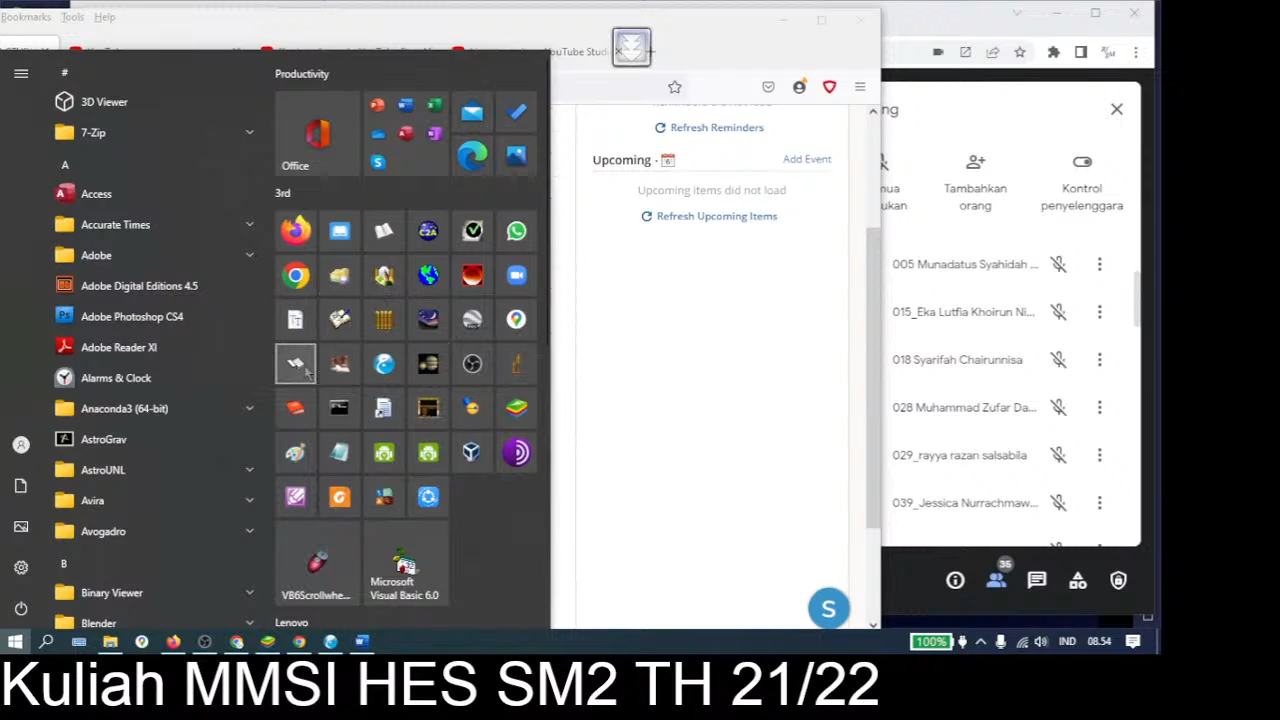 Bookmarks Tools Help
YouTube Stud
ng
Refresh Reminders
Upcoming ·
Add Event
Upcoming items did not load
Refresh Upcoming Items
Tambahkan
orang
Kontrol
penyelenggara
ukan
005 Munadatus Syahidah ...
015_Eka Lutfia Khoirun Ni...
018 Syarifah Chairunnisa
028 Muhammad Zufar Da...
029_rayya razan salsabila
039_Jessica Nurrachmaw...
35
S
#
3D Viewer
7-Zip
A
Access
Accurate Times
Adobe
Adobe Digital Editions 4.5
Adobe Photoshop CS4
Adobe Reader XI
Alarms & Clock
Anaconda3 (64-bit)
AstroGrav
AstroUNL
Avira
Avogadro
B
Binary Viewer
Blender
Productivity
Office
3rd
VB6Scrollwhe...
Microsoft
Visual Basic 6.0
Lenovo
100%
IND
08.54
Kuliah MMSI HES SM2 TH 21/22